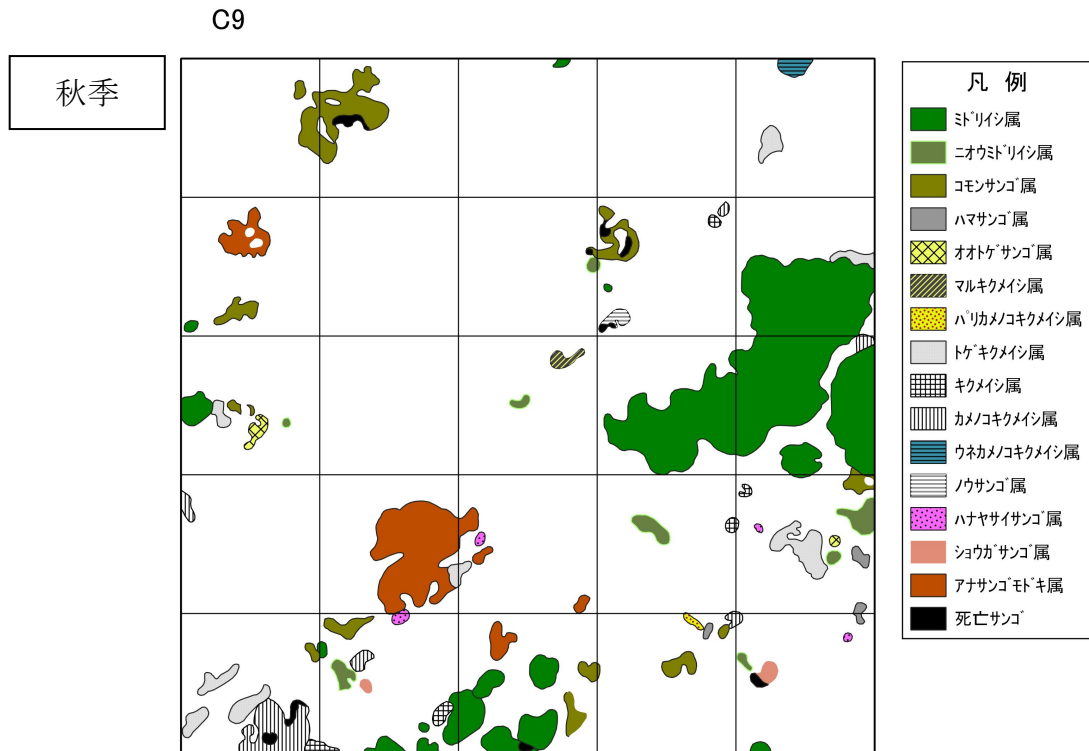 C9
秋季
凡 例
ミドリイシ属
ニオウミドリイシ属
コモンサンゴ属
ハマサンゴ属
オオトゲサンゴ属
マルキクメイシ属
パリカメノコキクメイシ属
トゲキクメイシ属
キクメイシ属
カメノコキクメイシ属
ウネカメノコキクメイシ属
ノウサンゴ属
ハナヤサイサンゴ属
ショウガサンゴ属
アナサンゴモドキ属
死亡サンゴ